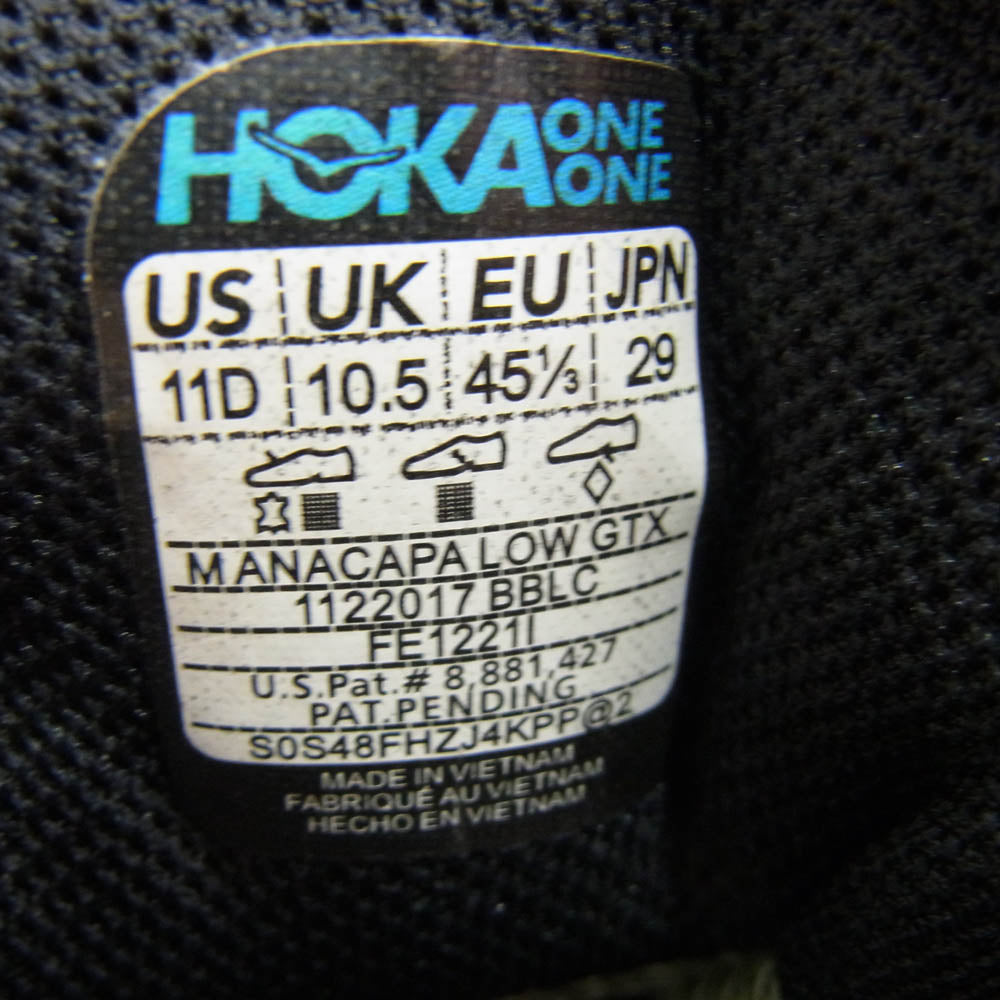 HOKA ONE ONE
US UK EU JPN
11D 10.5 45⅓ 29
M ANACAPA LOW GTX
1122017 BBLC
FE1221I
U.S.Pat.# 8,881,427
PAT.PENDING
S0S48FHZJ4KPP@2
MADE IN VIETNAM
FABRIQUÉ AU VIETNAM
HECHO EN VIETNAM